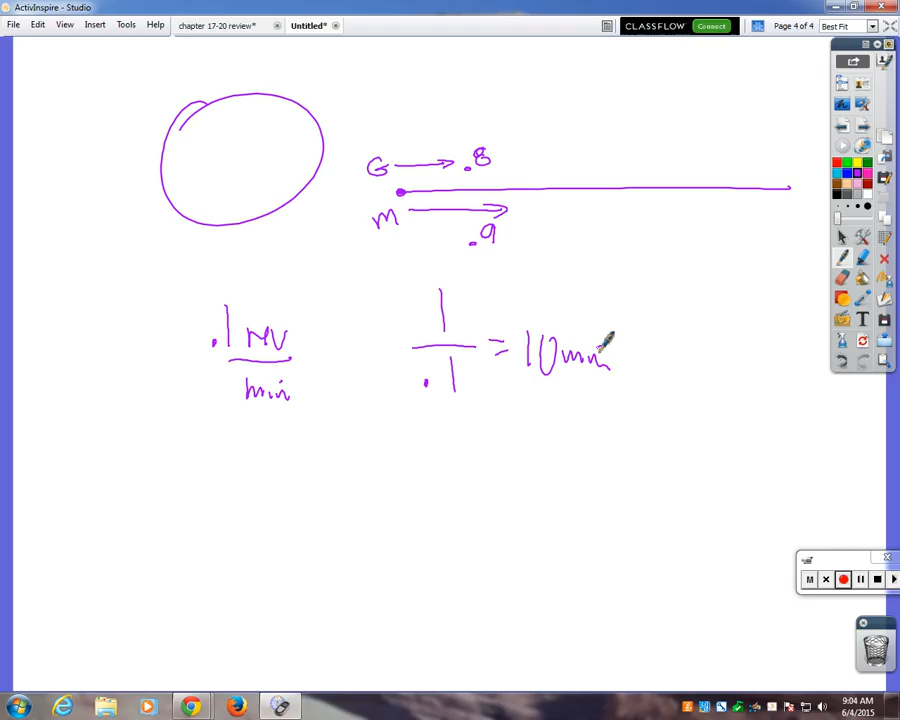 ActivInspire - Studio
File Edit View Insert Tools Help
chapter 17-20 review*
Untitled*
CLASSFLOW Connect
Page 4 of 4
Best Fit
G → .8
m → .9
.1 rev
min
1
.1
= 10 min
M
9:04 AM
6/4/2015